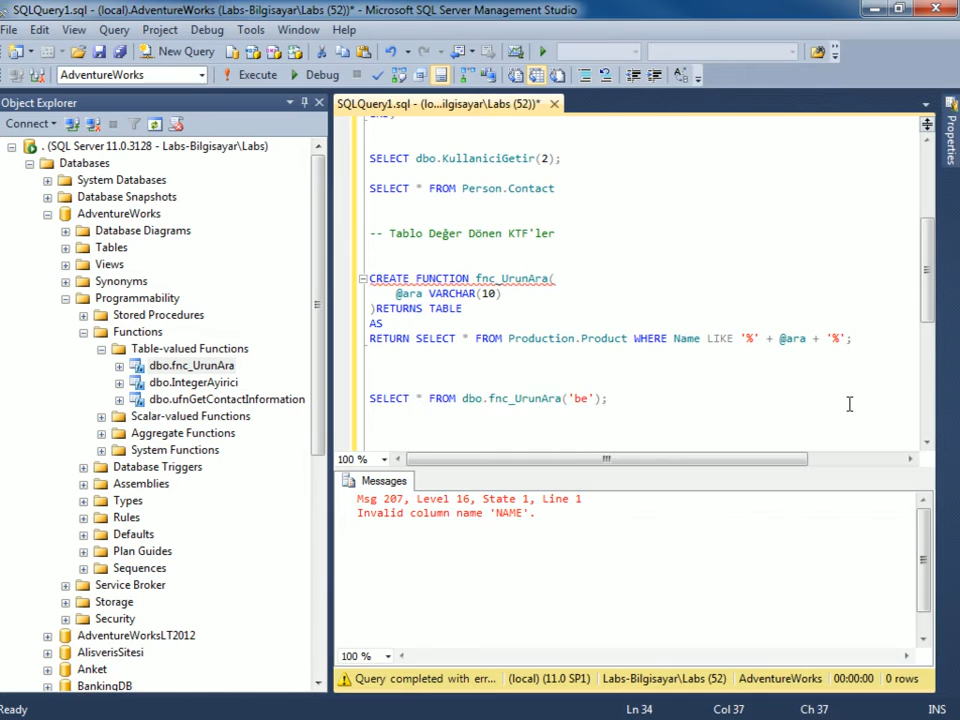 SQLQuery1.sql - (local).AdventureWorks (Labs-Bilgisayar\Labs (52))* - Microsoft SQL Server Management Studio
File Edit View Query Project Debug Tools Window Help
New Query
AdventureWorks Execute Debug
Object Explorer
Connect
. (SQL Server 11.0.3128 - Labs-Bilgisayar\Labs)
Databases
System Databases
Database Snapshots
AdventureWorks
Database Diagrams
Tables
Views
Synonyms
Programmability
Stored Procedures
Functions
Table-valued Functions
dbo.fnc_UrunAra
dbo.IntegerAyirici
dbo.ufnGetContactInformation
Scalar-valued Functions
Aggregate Functions
System Functions
Database Triggers
Assemblies
Types
Rules
Defaults
Plan Guides
Sequences
Service Broker
Storage
Security
AdventureWorksLT2012
AlisverisSitesi
Anket
BankingDB
SQLQuery1.sql - (lo...ilgisayar\Labs (52))*
SELECT dbo.KullaniciGetir(2);
SELECT * FROM Person.Contact
-- Tablo Değer Dönen KTF'ler
CREATE FUNCTION fnc_UrunAra(
@ara VARCHAR(10)
)RETURNS TABLE
AS
RETURN SELECT * FROM Production.Product WHERE Name LIKE '%' + @ara + '%';
SELECT * FROM dbo.fnc_UrunAra('be');
100 %
Messages
Msg 207, Level 16, State 1, Line 1
Invalid column name 'NAME'.
100 %
Query completed with err... (local) (11.0 SP1) Labs-Bilgisayar\Labs (52) AdventureWorks 00:00:00 0 rows
Properties
Ready Ln 34 Col 37 Ch 37 INS